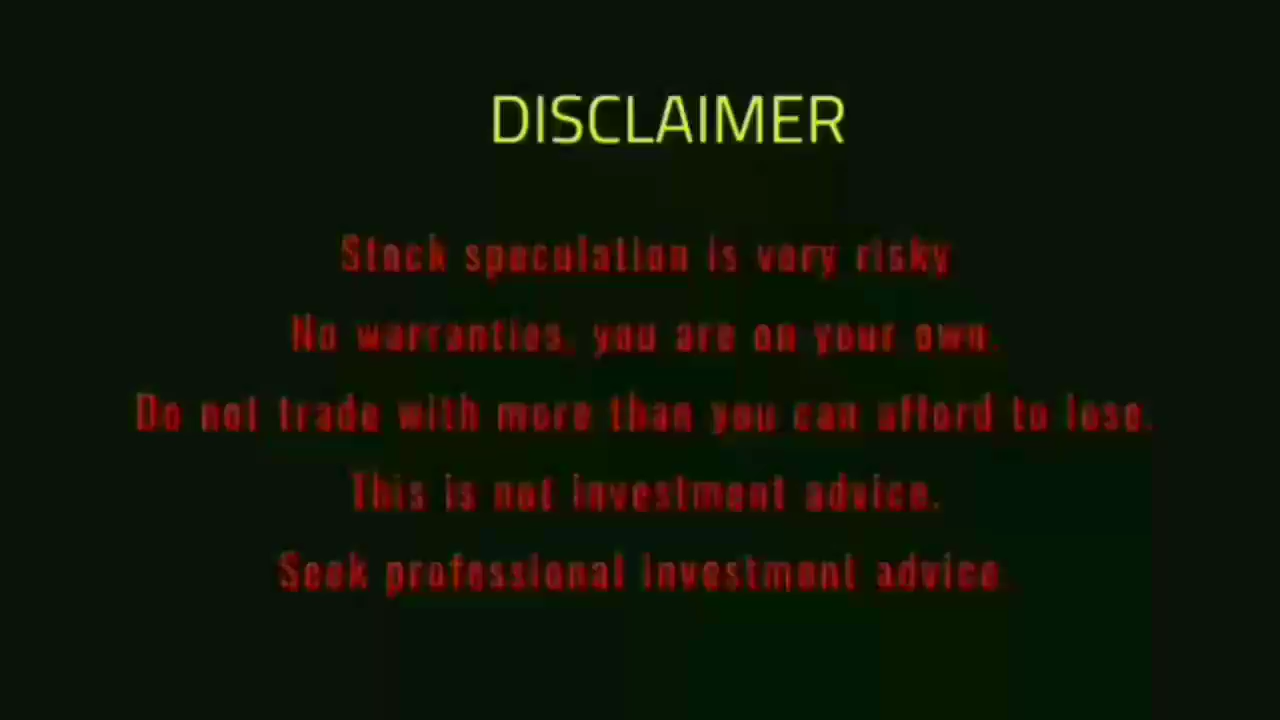 DISCLAIMER
Stock speculation is very risky
No warranties, you are on your own.
Do not trade with more than you can afford to lose.
This is not investment advice.
Seek professional investment advice.